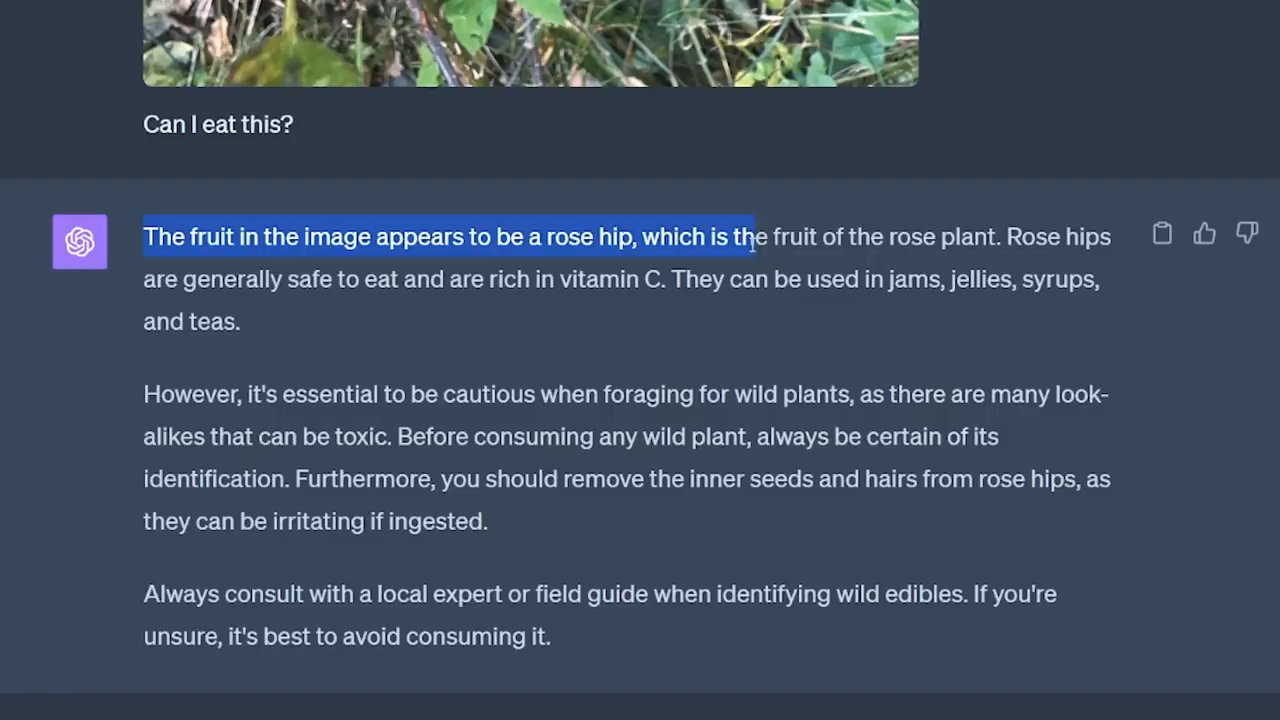 Can I eat this?
The fruit in the image appears to be a rose hip, which is the fruit of the rose plant. Rose hips
are generally safe to eat and are rich in vitamin C. They can be used in jams, jellies, syrups,
and teas.
However, it's essential to be cautious when foraging for wild plants, as there are many look-
alikes that can be toxic. Before consuming any wild plant, always be certain of its
identification. Furthermore, you should remove the inner seeds and hairs from rose hips, as
they can be irritating if ingested.
Always consult with a local expert or field guide when identifying wild edibles. If you're
unsure, it's best to avoid consuming it.